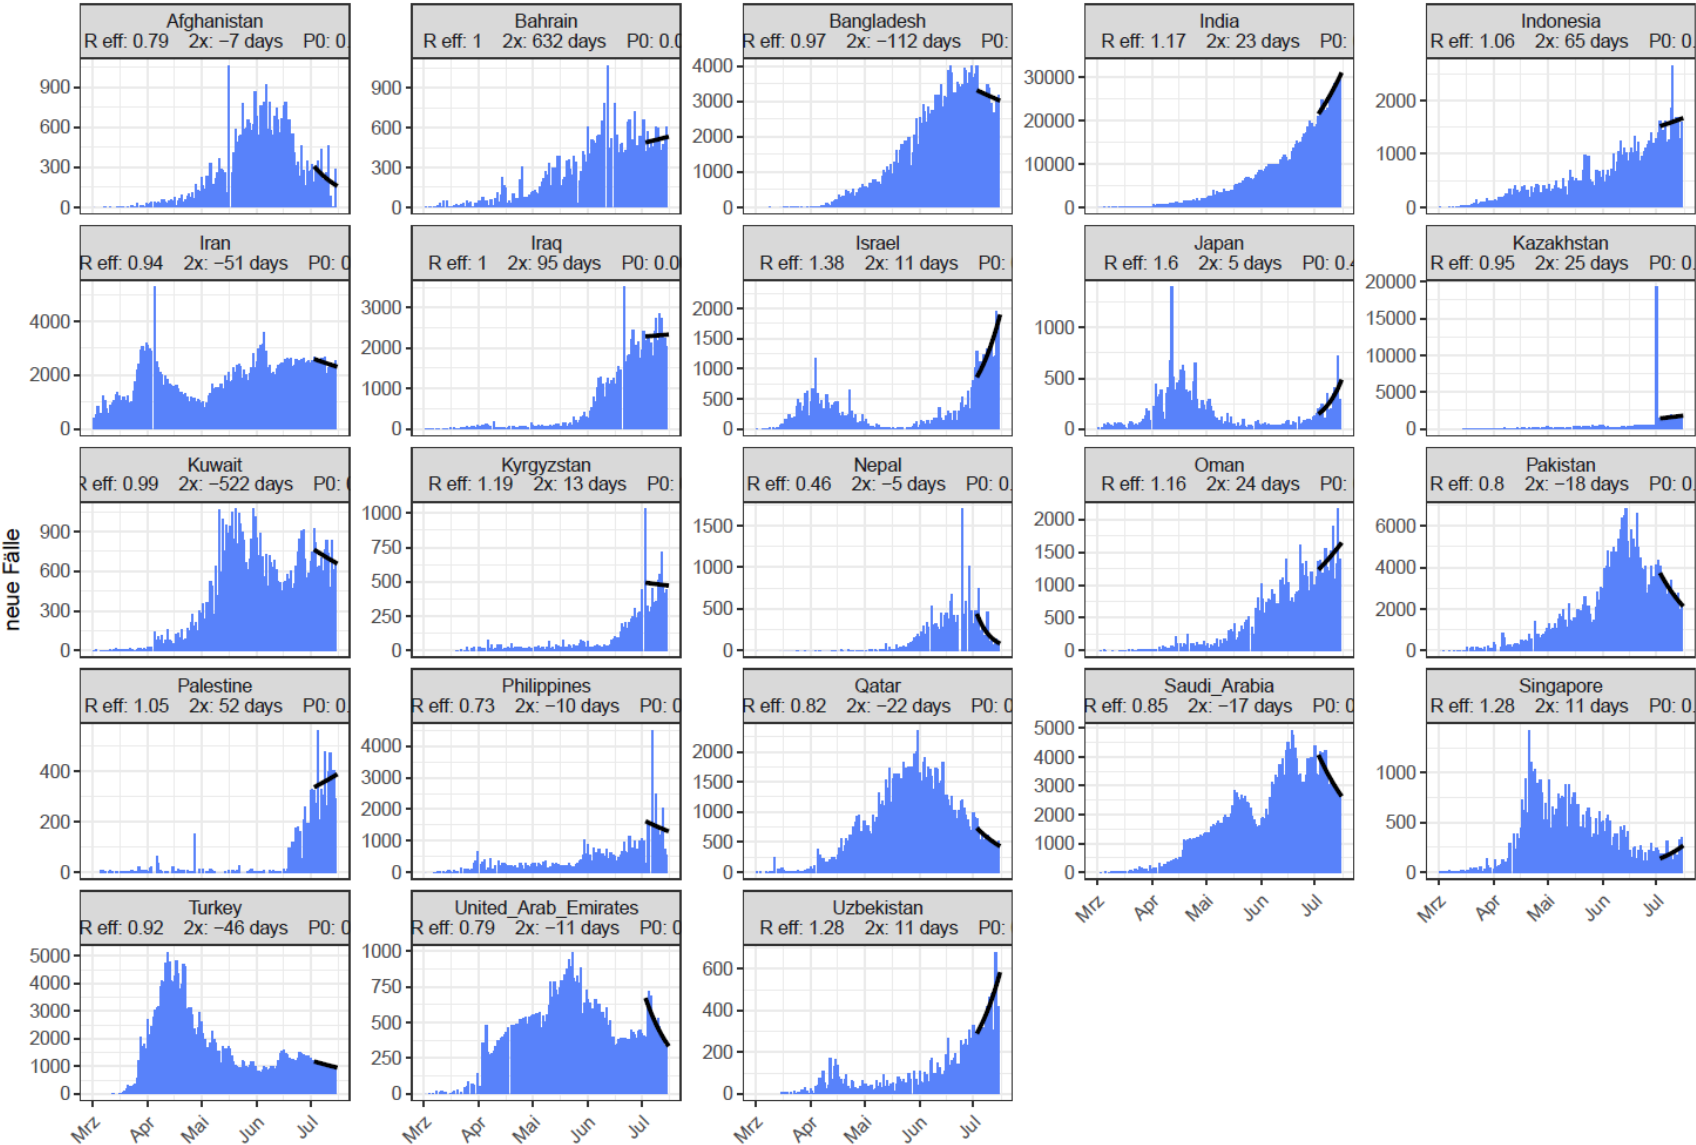 Afghanistan
R eff: 0.79 2x: −7 days P0: 0.
Bahrain
R eff: 1 2x: 632 days P0: 0.0
Bangladesh
R eff: 0.97 2x: −112 days P0:
India
R eff: 1.17 2x: 23 days P0:
Indonesia
R eff: 1.06 2x: 65 days P0: 0.
900
600
300
0
900
600
300
0
4000
3000
2000
1000
0
30000
20000
10000
0
2000
1000
0
Iran
R eff: 0.94 2x: −51 days P0: 0
Iraq
R eff: 1 2x: 95 days P0: 0.0
Israel
R eff: 1.38 2x: 11 days P0:
Japan
R eff: 1.6 2x: 5 days P0: 0.4
Kazakhstan
R eff: 0.95 2x: 25 days P0: 0.
4000
2000
0
3000
2000
1000
0
2000
1500
1000
500
0
1000
500
0
20000
15000
10000
5000
0
Kuwait
R eff: 0.99 2x: −522 days P0:
Kyrgyzstan
R eff: 1.19 2x: 13 days P0:
Nepal
R eff: 0.46 2x: −5 days P0: 0.
Oman
R eff: 1.16 2x: 24 days P0:
Pakistan
R eff: 0.8 2x: −18 days P0: 0.
neue Fälle
900
600
300
0
1000
750
500
250
0
1500
1000
500
0
2000
1500
1000
500
0
6000
4000
2000
0
Palestine
R eff: 1.05 2x: 52 days P0: 0.
Philippines
R eff: 0.73 2x: −10 days P0: 0
Qatar
R eff: 0.82 2x: −22 days P0: 0
Saudi_Arabia
R eff: 0.85 2x: −17 days P0: 0
Singapore
R eff: 1.28 2x: 11 days P0: 0.
400
200
0
4000
3000
2000
1000
0
2000
1500
1000
500
0
5000
4000
3000
2000
1000
0
1000
500
0
Mrz Apr Mai Jun Jul
Mrz Apr Mai Jun Jul
Turkey
R eff: 0.92 2x: −46 days P0: 0
United_Arab_Emirates
R eff: 0.79 2x: −11 days P0: 0
Uzbekistan
R eff: 1.28 2x: 11 days P0:
5000
4000
3000
2000
1000
0
1000
750
500
250
0
600
400
200
0
Mrz Apr Mai Jun Jul
Mrz Apr Mai Jun Jul
Mrz Apr Mai Jun Jul